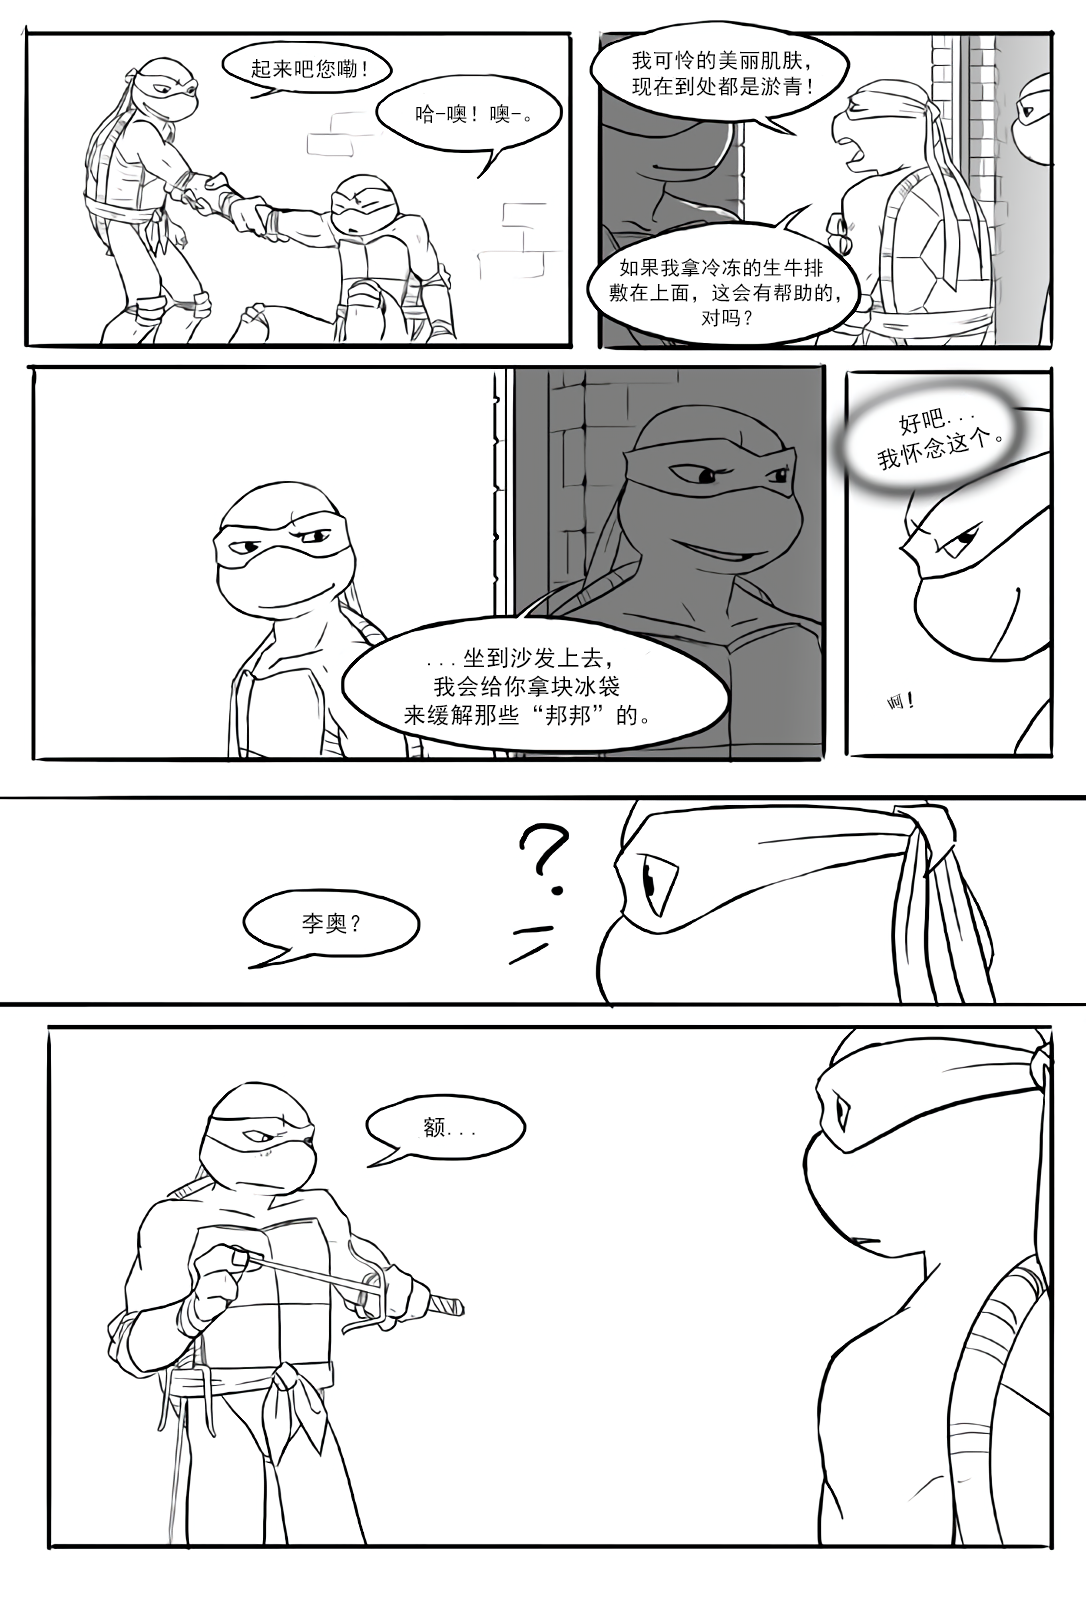 起来吧您嘞！
哈-噢！噢-。
我可怜的美丽肌肤，
现在到处都是淤青！
如果我拿冷冻的生牛排
敷在上面，这会有帮助的，
对吗？
...坐到沙发上去，
我会给你拿块冰袋
来缓解那些“邦邦”的。
好吧...
我怀念这个。
啊！
?
李奥？
额...